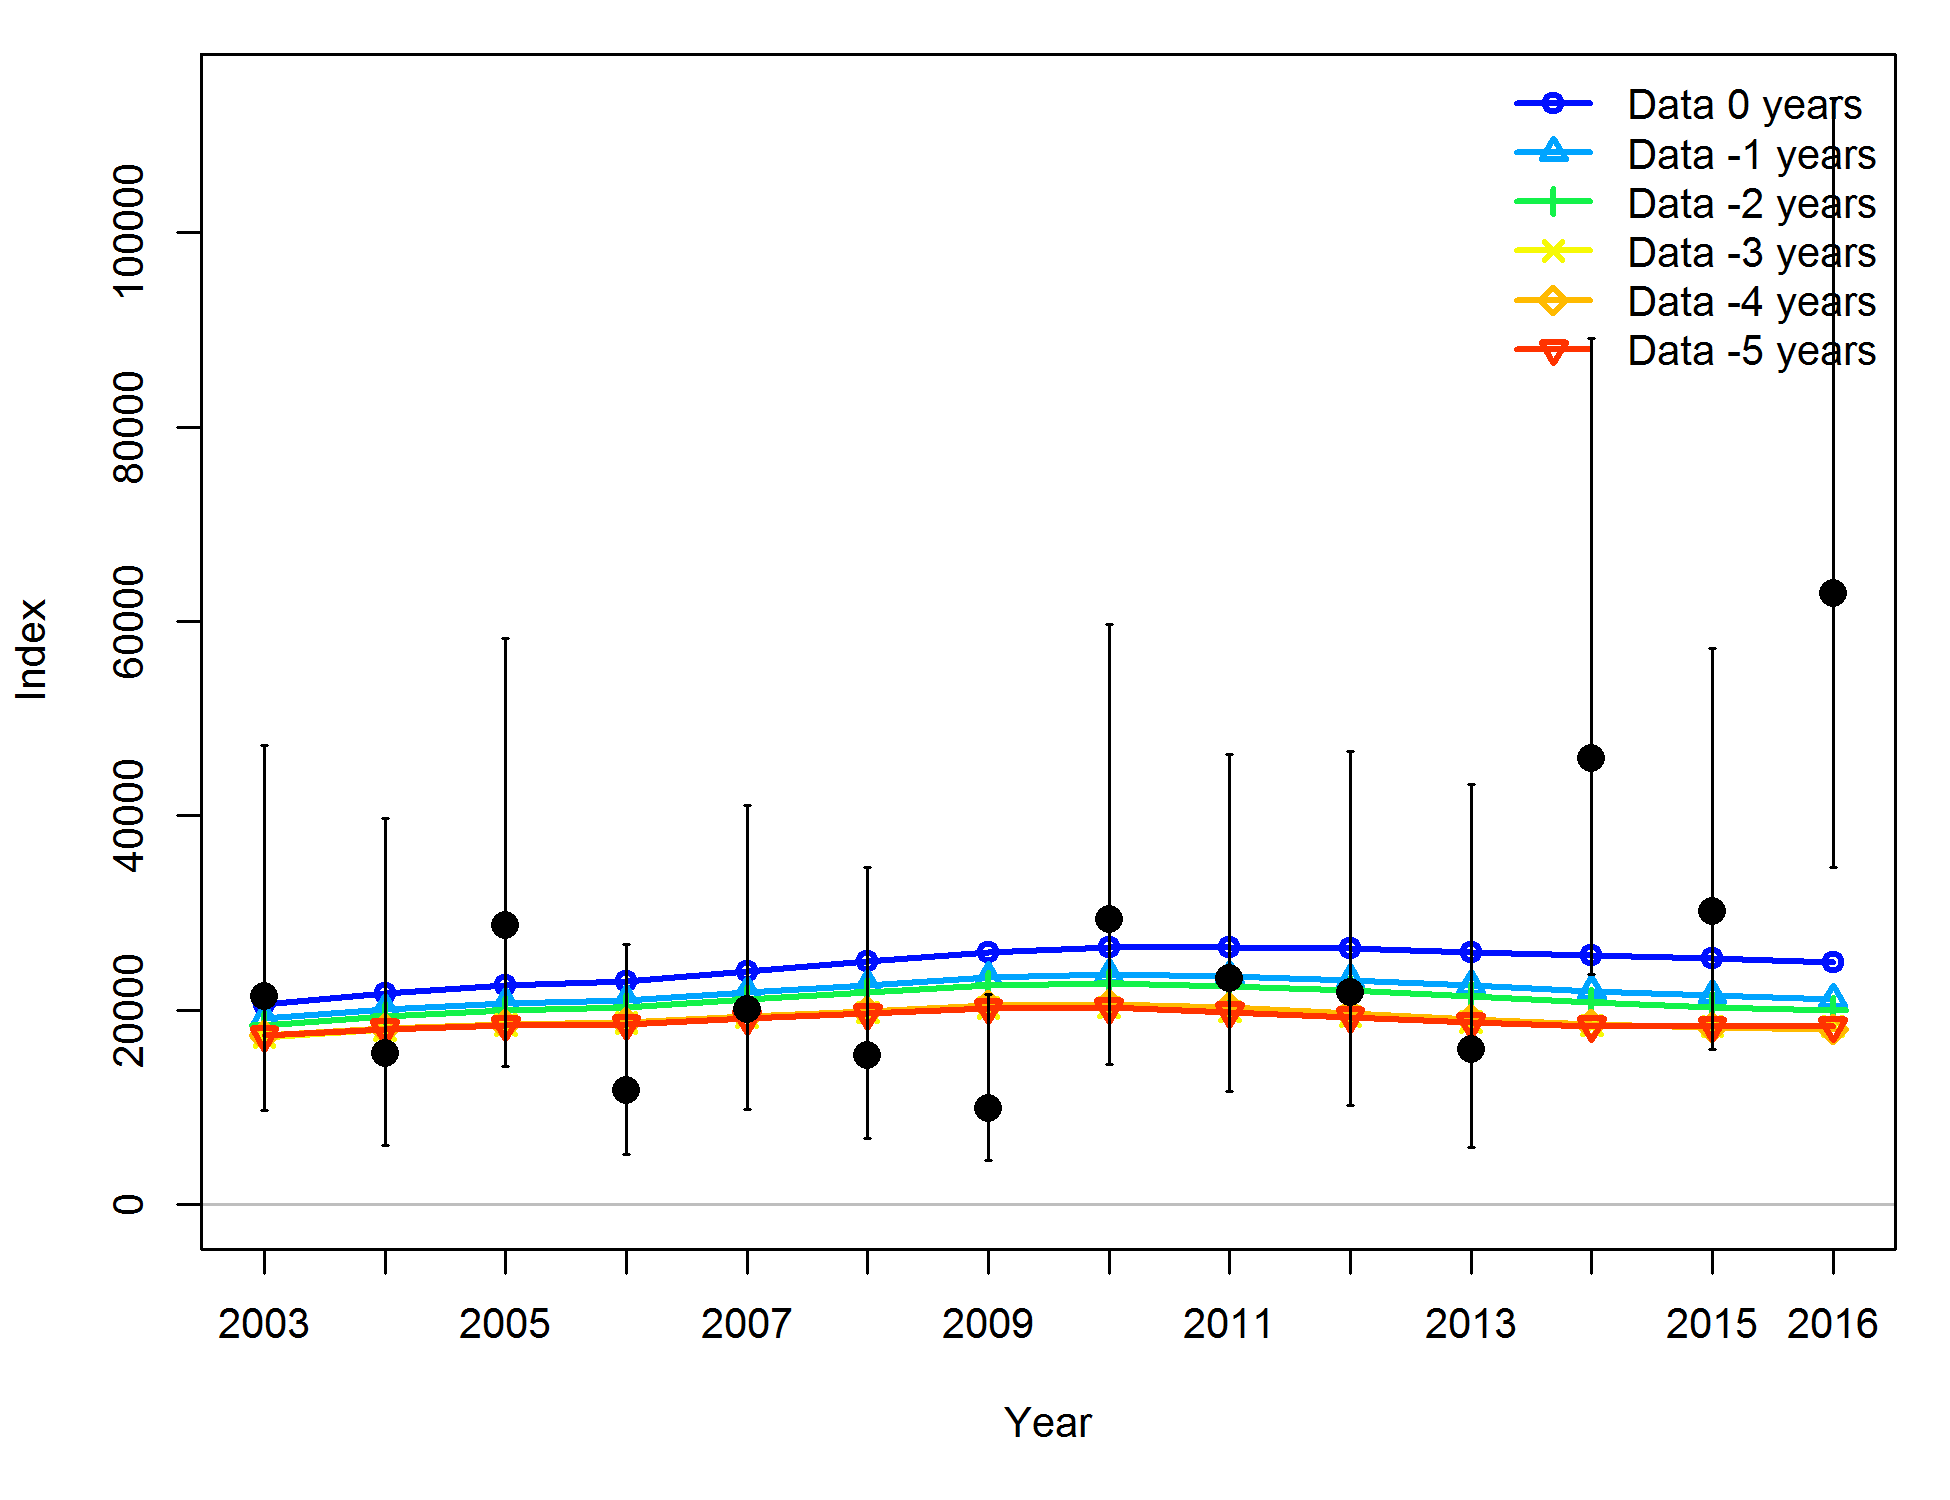 Data 0 years
Data -1 years
Data -2 years
Data -3 years
Data -4 years
Data -5 years
100000
80000
60000
40000
20000
0
Index
2003 2005 2007 2009 2011 2013 2015 2016
Year